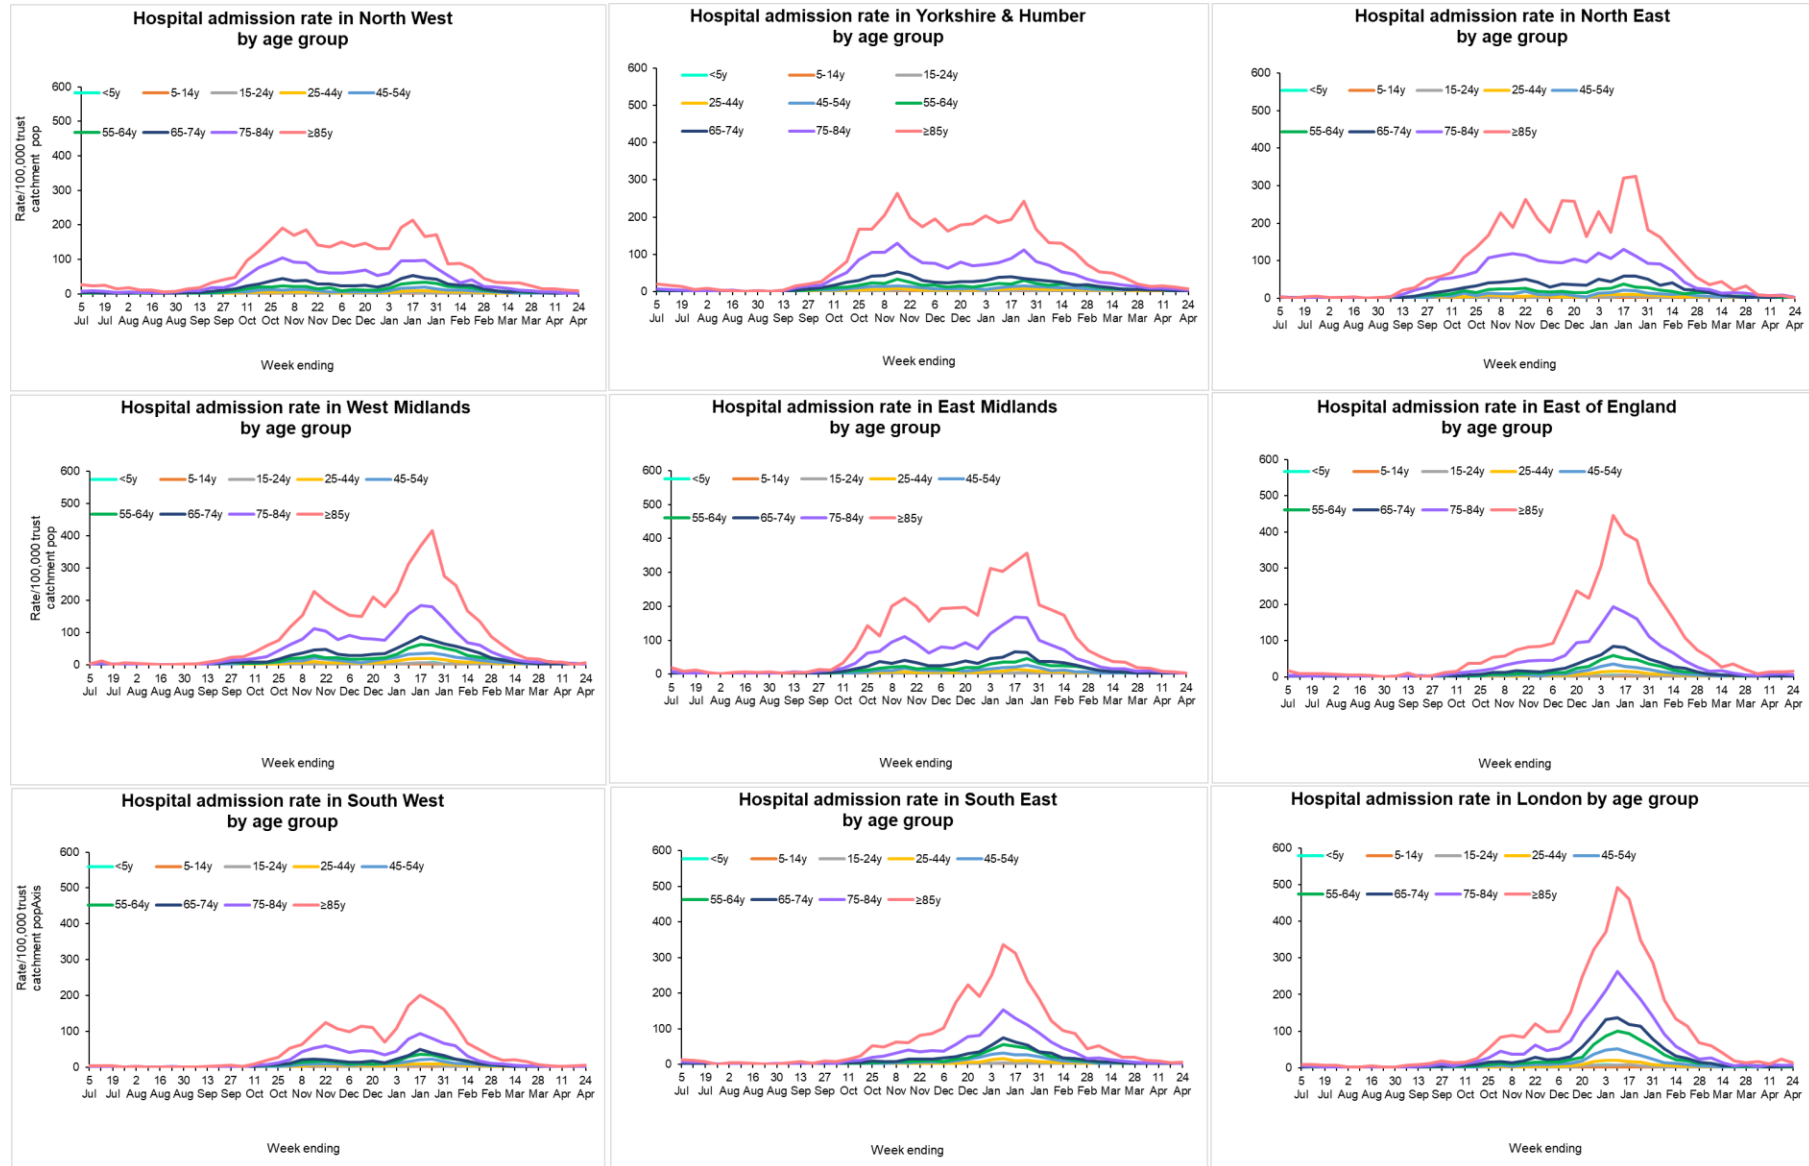 Hospital admission rate in North West
by age group
<5y 5-14y 15-24y 25-44y 45-54y
55-64y 65-74y 75-84y ≥85y
Rate/100,000 trust
catchment pop
600
500
400
300
200
100
0
5 19 2 16 30 13 27 11 25 8 22 6 20 3 17 31 14 28 14 28 11 24
Jul Jul Aug Aug Aug Sep Sep Oct Oct Nov Nov Dec Dec Jan Jan Jan Feb Feb Mar Mar Apr Apr
Week ending
Hospital admission rate in Yorkshire & Humber
by age group
<5y 5-14y 15-24y
25-44y 45-54y 55-64y
65-74y 75-84y ≥85y
600
500
400
300
200
100
0
5 19 2 16 30 13 27 11 25 8 22 6 20 3 17 31 14 28 14 28 11 24
Jul Jul Aug Aug Aug Sep Sep Oct Oct Nov Nov Dec Dec Jan Jan Jan Feb Feb Mar Mar Apr Apr
Week ending
Hospital admission rate in North East
by age group
<5y 5-14y 15-24y 25-44y 45-54y
55-64y 65-74y 75-84y ≥85y
600
500
400
300
200
100
0
5 19 2 16 30 13 27 11 25 8 22 6 20 3 17 31 14 28 14 28 11 24
Jul Jul Aug Aug Aug Sep Sep Oct Oct Nov Nov Dec Dec Jan Jan Jan Feb Feb Mar Mar Apr Apr
Week ending
Hospital admission rate in West Midlands
by age group
<5y 5-14y 15-24y 25-44y 45-54y
55-64y 65-74y 75-84y ≥85y
Rate/100,000 trust
catchment pop
600
500
400
300
200
100
0
5 19 2 16 30 13 27 11 25 8 22 6 20 3 17 31 14 28 14 28 11 24
Jul Jul Aug Aug Aug Sep Sep Oct Oct Nov Nov Dec Dec Jan Jan Jan Feb Feb Mar Mar Apr Apr
Week ending
Hospital admission rate in East Midlands
by age group
<5y 5-14y 15-24y 25-44y 45-54y
55-64y 65-74y 75-84y ≥85y
600
500
400
300
200
100
0
5 19 2 16 30 13 27 11 25 8 22 6 20 3 17 31 14 28 14 28 11 24
Jul Jul Aug Aug Aug Sep Sep Oct Oct Nov Nov Dec Dec Jan Jan Jan Feb Feb Mar Mar Apr Apr
Week ending
Hospital admission rate in East of England
by age group
<5y 5-14y 15-24y 25-44y 45-54y
55-64y 65-74y 75-84y ≥85y
600
500
400
300
200
100
0
5 19 2 16 30 13 27 11 25 8 22 6 20 3 17 31 14 28 14 28 11 24
Jul Jul Aug Aug Aug Sep Sep Oct Oct Nov Nov Dec Dec Jan Jan Jan Feb Feb Mar Mar Apr Apr
Week ending
Hospital admission rate in South West
by age group
<5y 5-14y 15-24y 25-44y 45-54y
55-64y 65-74y 75-84y ≥85y
Rate/100,000 trust
catchment popAxis
600
500
400
300
200
100
0
5 19 2 16 30 13 27 11 25 8 22 6 20 3 17 31 14 28 14 28 11 24
Jul Jul Aug Aug Aug Sep Sep Oct Oct Nov Nov Dec Dec Jan Jan Jan Feb Feb Mar Mar Apr Apr
Week ending
Hospital admission rate in South East
by age group
<5y 5-14y 15-24y 25-44y 45-54y
55-64y 65-74y 75-84y ≥85y
600
500
400
300
200
100
0
5 19 2 16 30 13 27 11 25 8 22 6 20 3 17 31 14 28 14 28 11 24
Jul Jul Aug Aug Aug Sep Sep Oct Oct Nov Nov Dec Dec Jan Jan Jan Feb Feb Mar Mar Apr Apr
Week ending
Hospital admission rate in London by age group
<5y 5-14y 15-24y 25-44y 45-54y
55-64y 65-74y 75-84y ≥85y
600
500
400
300
200
100
0
5 19 2 16 30 13 27 11 25 8 22 6 20 3 17 31 14 28 14 28 11 24
Jul Jul Aug Aug Aug Sep Sep Oct Oct Nov Nov Dec Dec Jan Jan Jan Feb Feb Mar Mar Apr Apr
Week ending